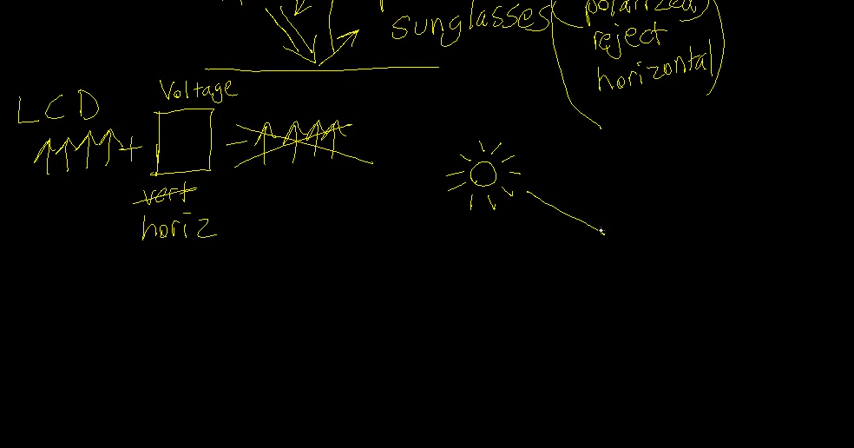 sunglasses (polarized,
reject
horizontal)
Voltage
LCD
+
vert
horiz